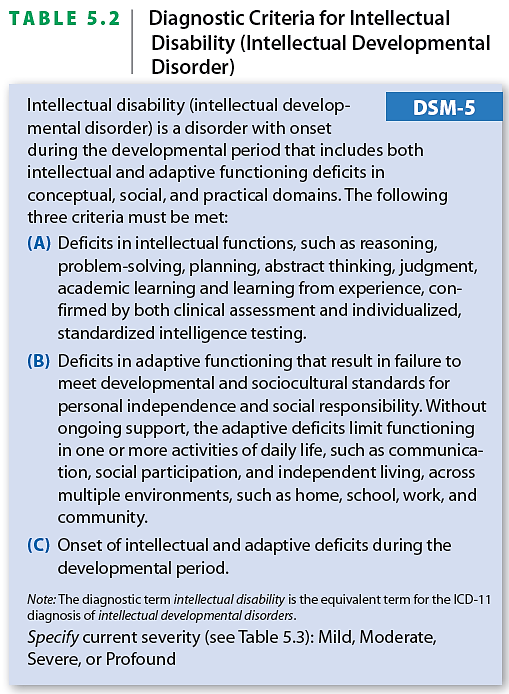 TABLE 5.2
Diagnostic Criteria for Intellectual
Disability (Intellectual Developmental
Disorder)
DSM-5
Intellectual disability (intellectual develop-
mental disorder) is a disorder with onset
during the developmental period that includes both
intellectual and adaptive functioning deficits in
conceptual, social, and practical domains. The following
three criteria must be met:
(A) Deficits in intellectual functions, such as reasoning,
problem-solving, planning, abstract thinking, judgment,
academic learning and learning from experience, con-
firmed by both clinical assessment and individualized,
standardized intelligence testing.
(B) Deficits in adaptive functioning that result in failure to
meet developmental and sociocultural standards for
personal independence and social responsibility. Without
ongoing support, the adaptive deficits limit functioning
in one or more activities of daily life, such as communica-
tion, social participation, and independent living, across
multiple environments, such as home, school, work, and
community.
(C) Onset of intellectual and adaptive deficits during the
developmental period.
Note: The diagnostic term intellectual disability is the equivalent term for the ICD-11
diagnosis of intellectual developmental disorders.
Specify current severity (see Table 5.3): Mild, Moderate,
Severe, or Profound